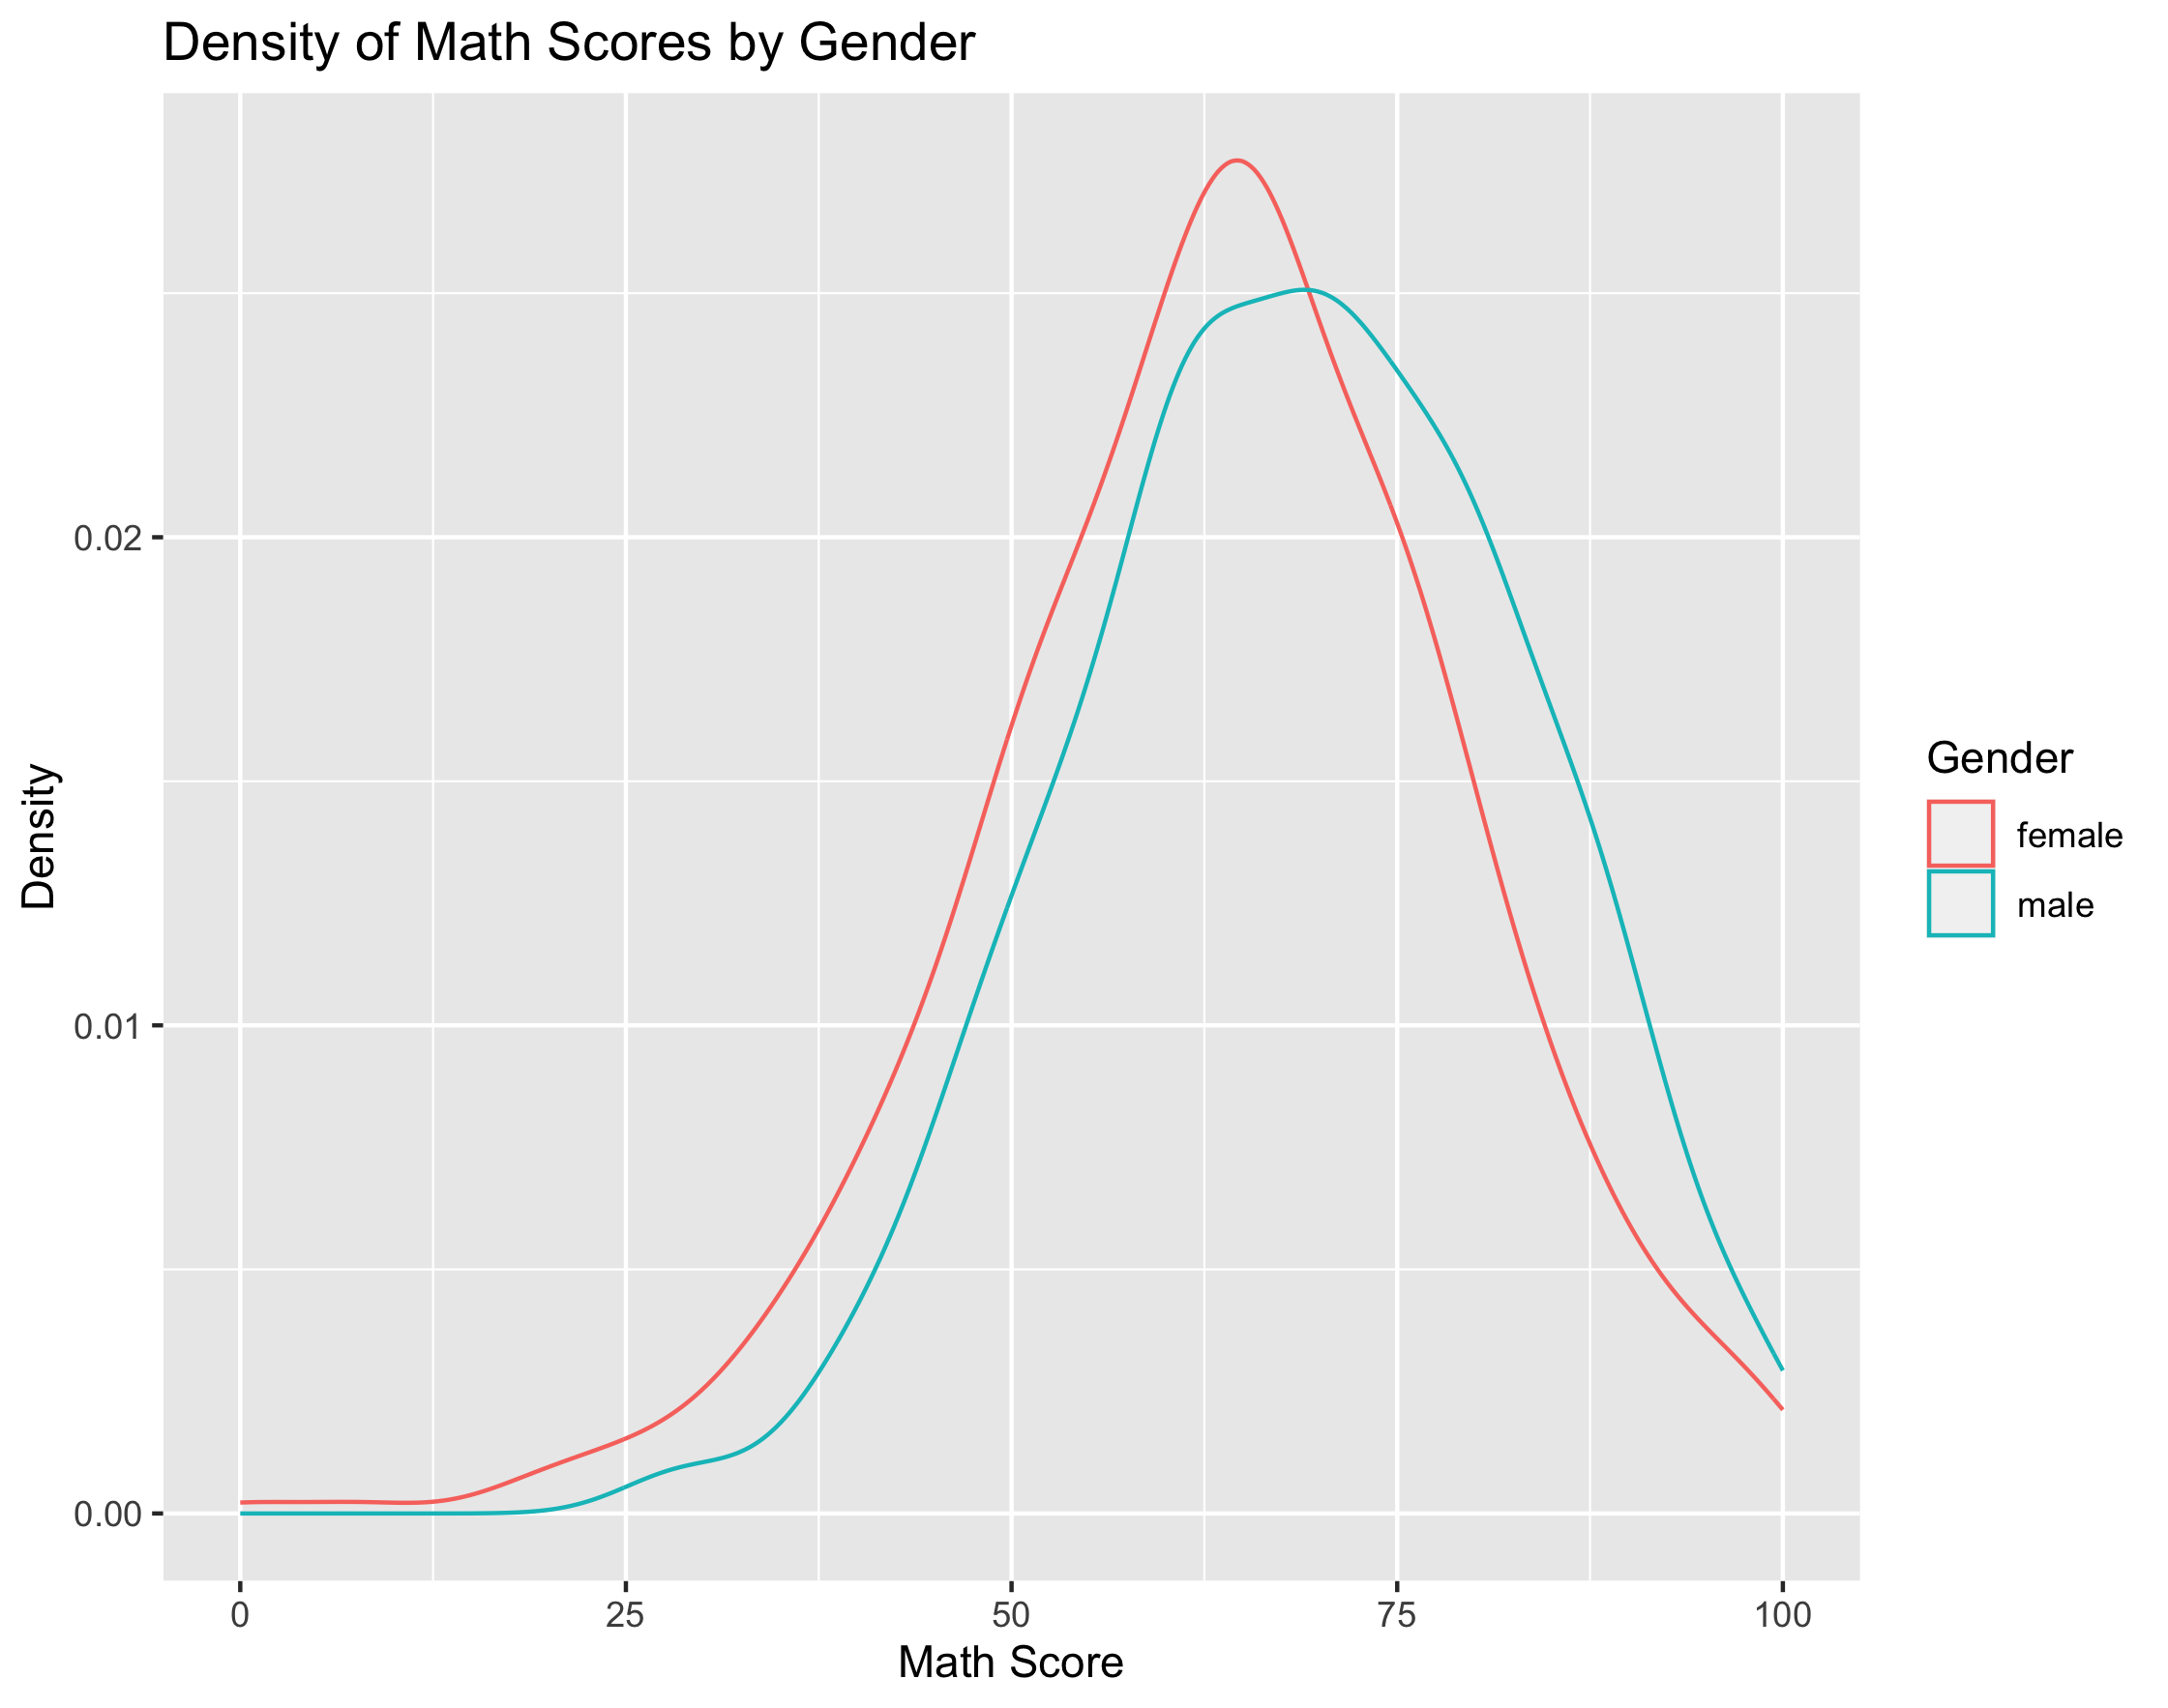 Density of Math Scores by Gender
0.02
0.01
0.00
Density
0 25 50 75 100
Math Score
Gender
female
male